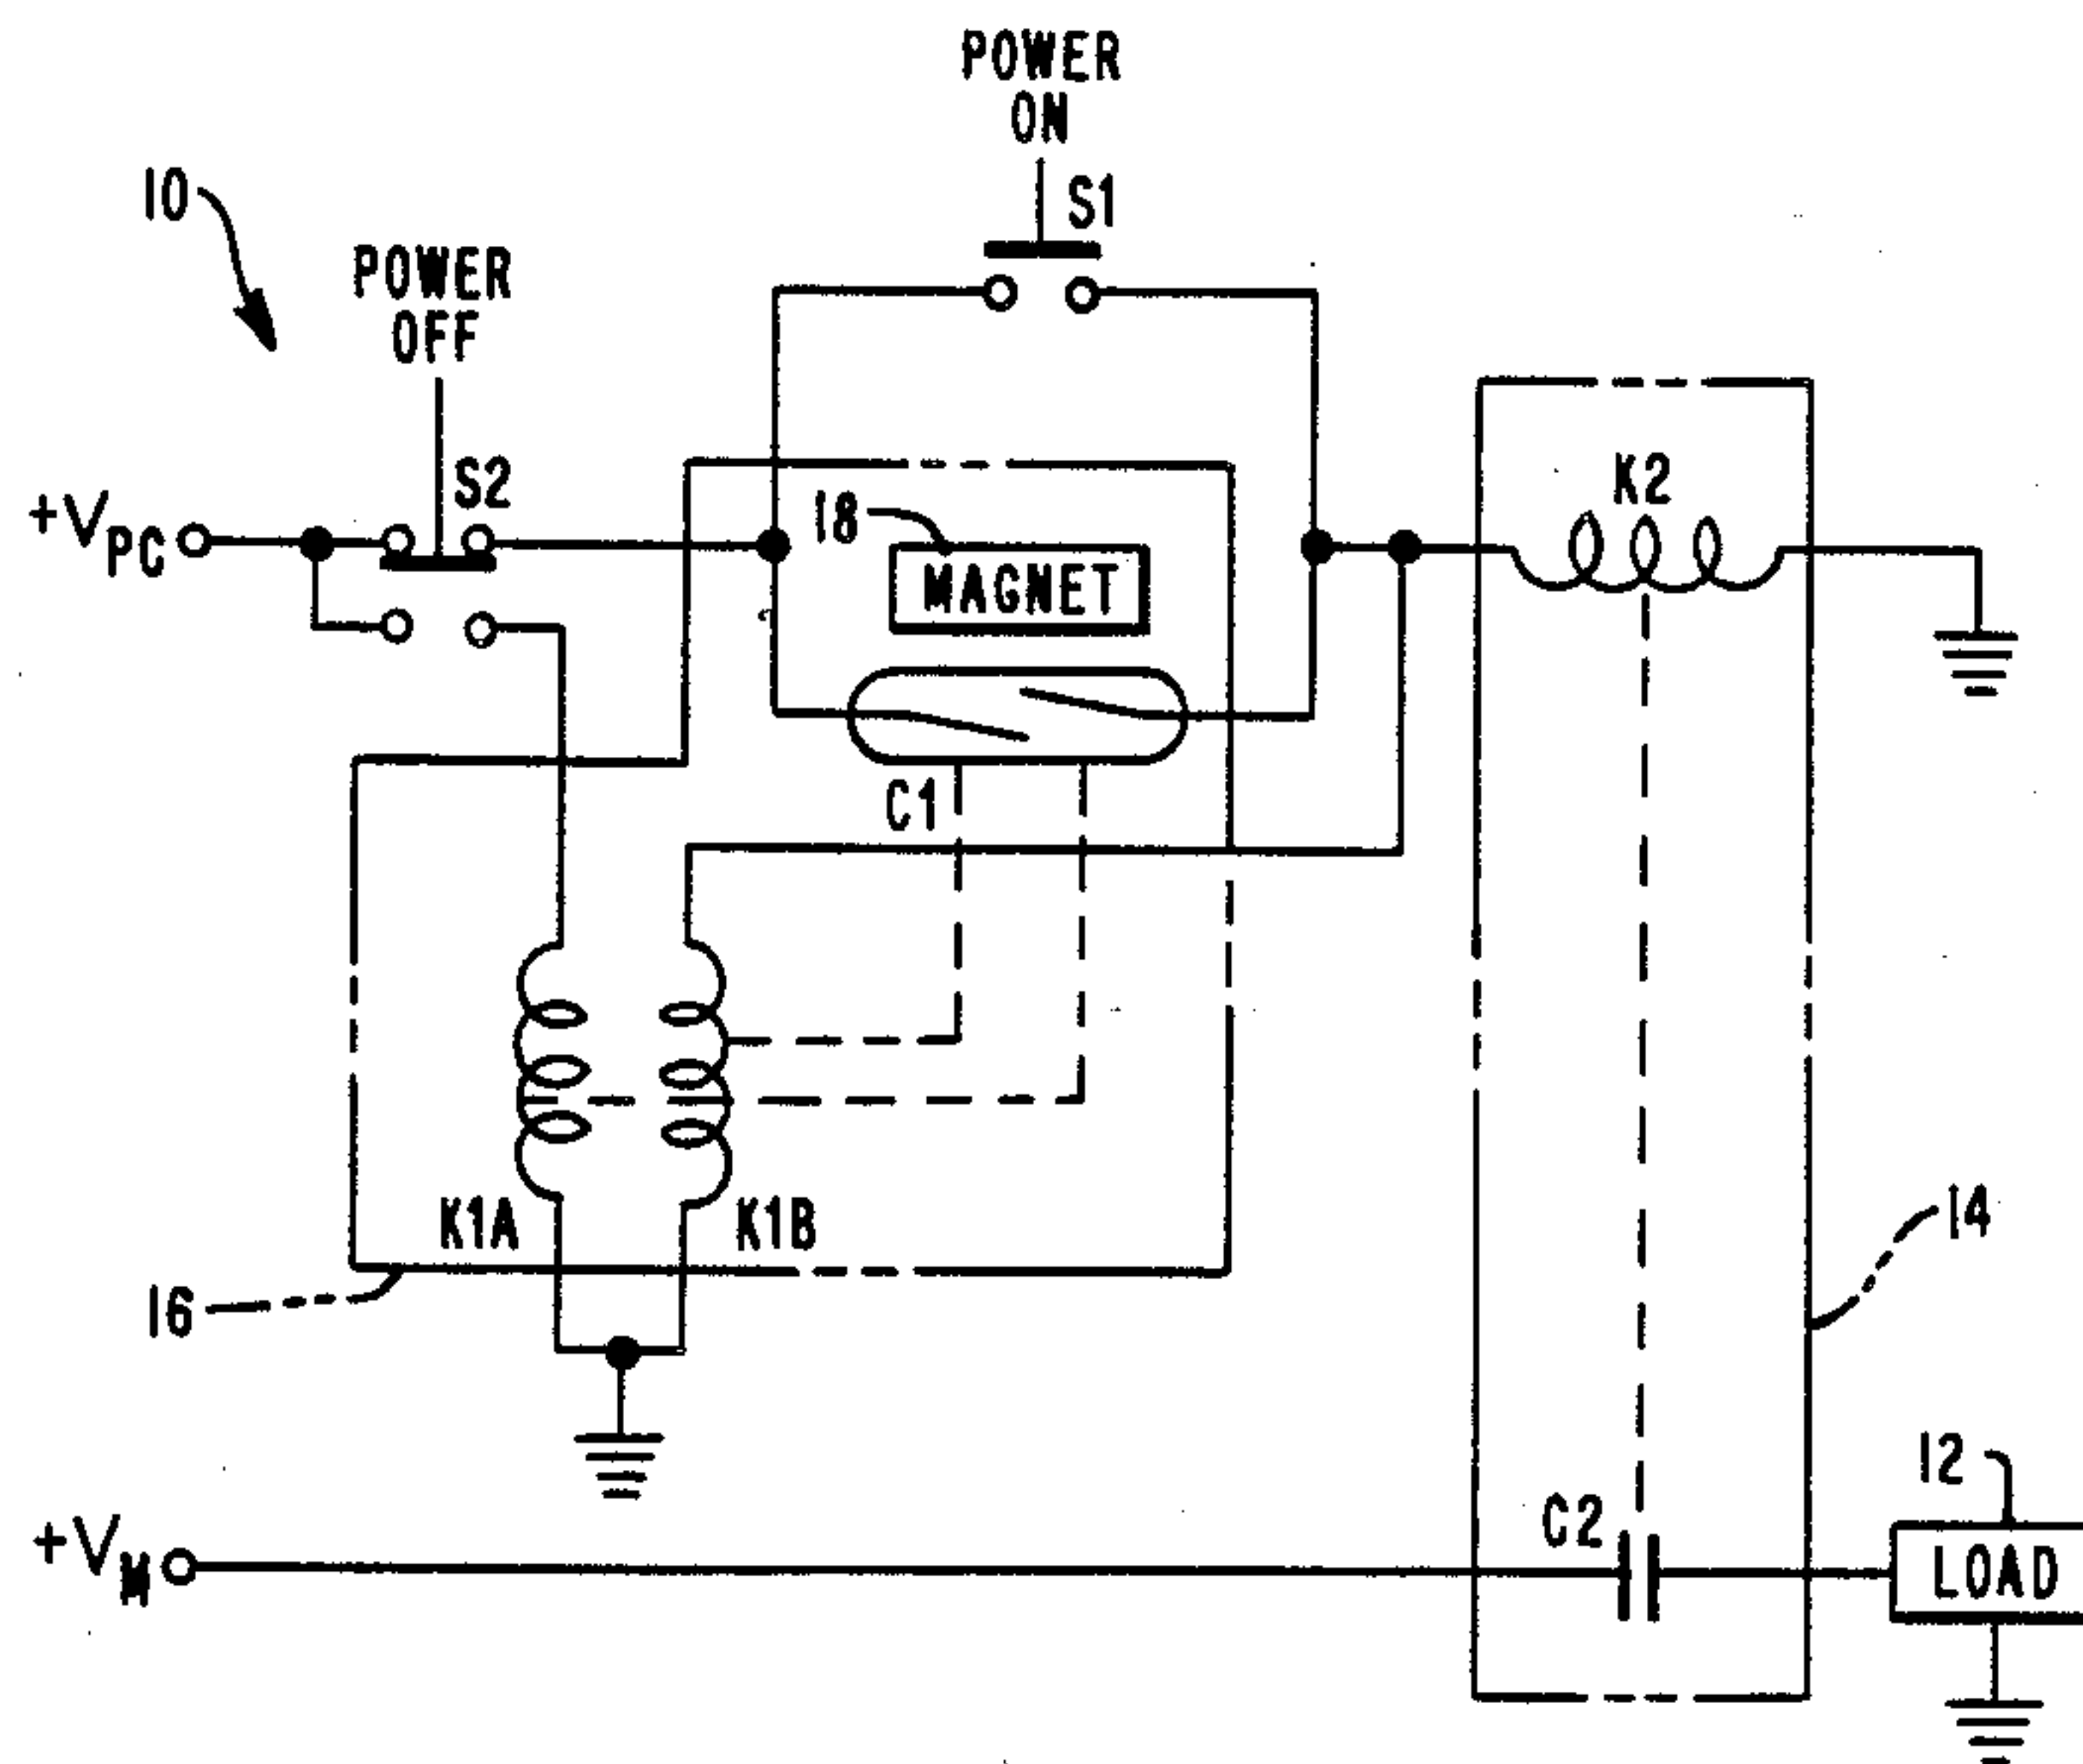 POWER
ON
S1
10
POWER
OFF
S2
K2
+VPC
18
MAGNET
C1
K1A
K1B
14
16
12
C2
+VM
LOAD